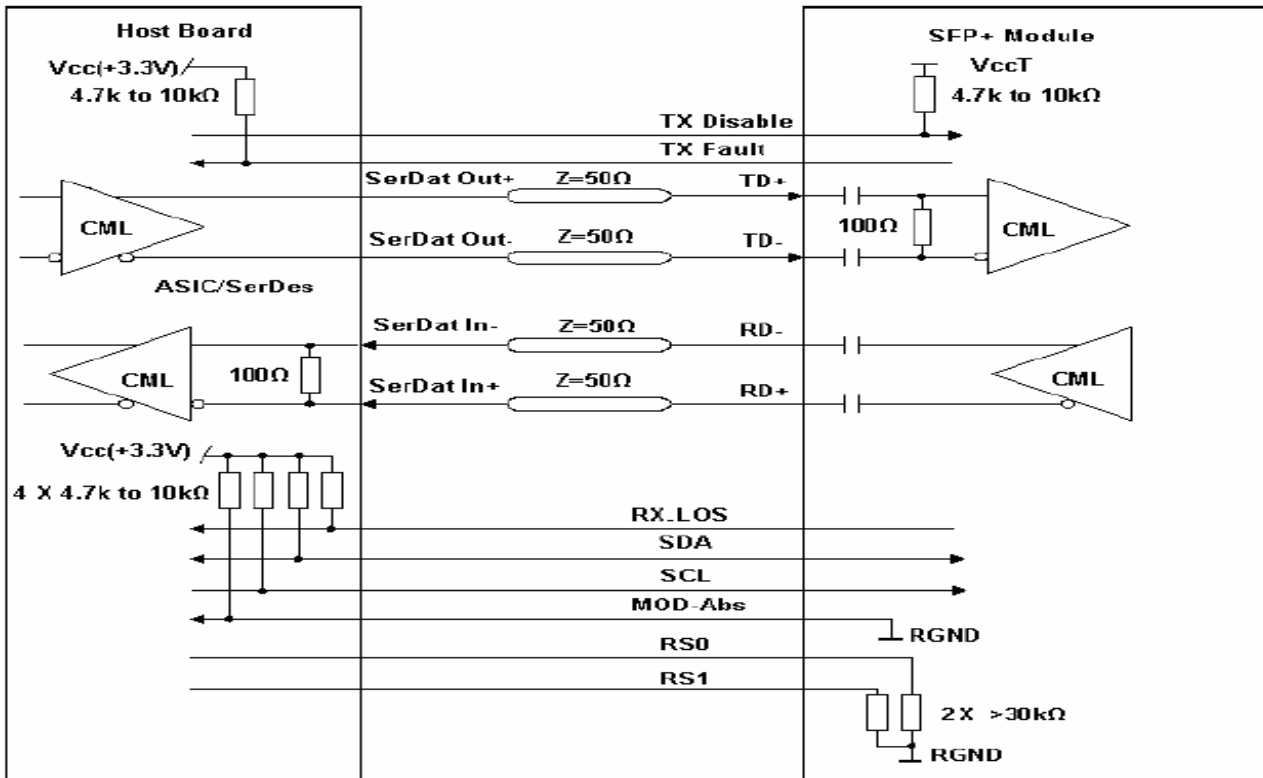 Host Board
SFP+ Module
Vcc(+3.3V)
4.7k to 10kΩ
VccT
4.7k to 10kΩ
TX Disable
TX Fault
SerDat Out+
Z=50Ω
TD+
CML
100Ω
CML
SerDat Out-
Z=50Ω
TD-
ASIC/SerDes
SerDat In-
Z=50Ω
RD-
CML
100Ω
SerDat In+
Z=50Ω
RD+
CML
Vcc(+3.3V)
4 X 4.7k to 10kΩ
RX_LOS
SDA
SCL
MOD-Abs
RGND
RS0
RS1
2X >30kΩ
RGND